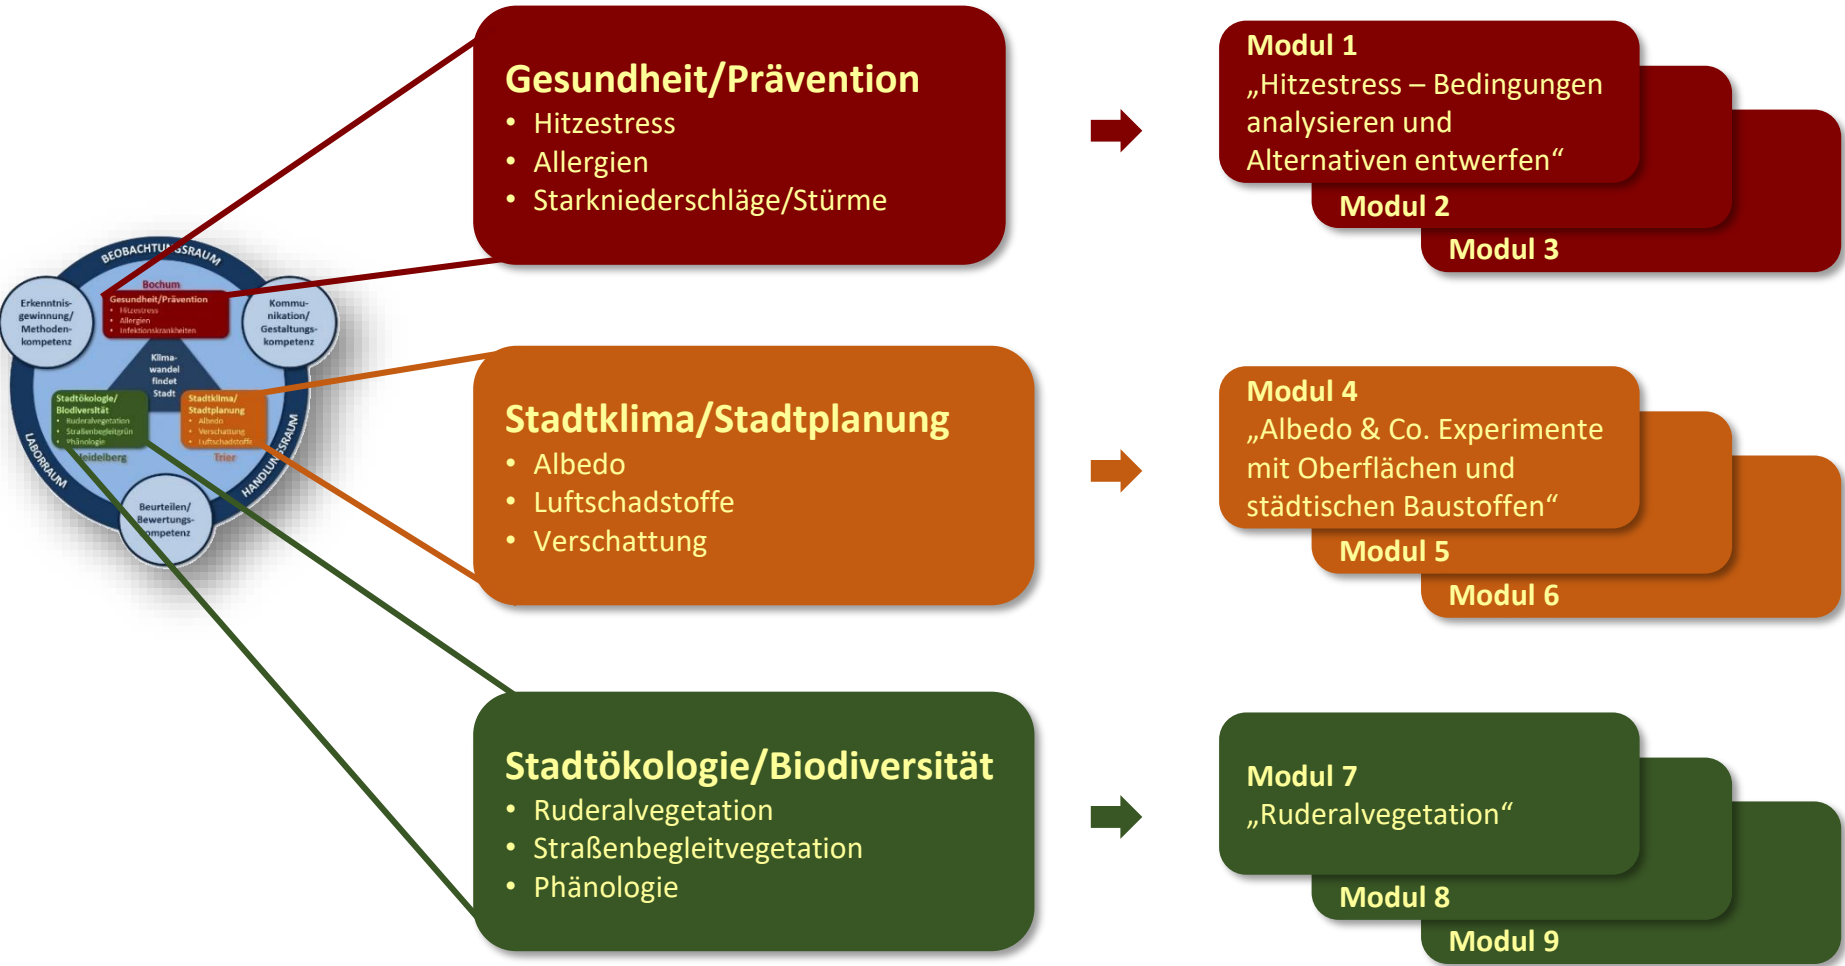 Gesundheit/Prävention
• Hitzestress
• Allergien
• Starkniederschläge/Stürme
Modul 1
„Hitzestress – Bedingungen
analysieren und
Alternativen entwerfen“
Modul 2
Modul 3
BEOBACHTUNGSRAUM
Erkenntnis-
gewinnung/
Methoden-
kompetenz
Bochum
Gesundheit/Prävention
• Hitzestress
• Allergien
• Infektionskrankheiten
Kommu-
nikation/
Gestaltungs-
kompetenz
Klima-
wandel
findet
Stadt
Stadtökologie/
Biodiversität
• Ruderalvegetation
• Straßenbegleitgrün
• Phänologie
Heidelberg
Stadtklima/
Stadtplanung
• Albedo
• Verschattung
• Luftschadstoffe
Trier
LABORRAUM
HANDLUNGSRAUM
Beurteilen/
Bewertungs-
kompetenz
Stadtklima/Stadtplanung
• Albedo
• Luftschadstoffe
• Verschattung
Modul 4
„Albedo & Co. Experimente
mit Oberflächen und
städtischen Baustoffen“
Modul 5
Modul 6
Stadtökologie/Biodiversität
• Ruderalvegetation
• Straßenbegleitvegetation
• Phänologie
Modul 7
„Ruderalvegetation“
Modul 8
Modul 9